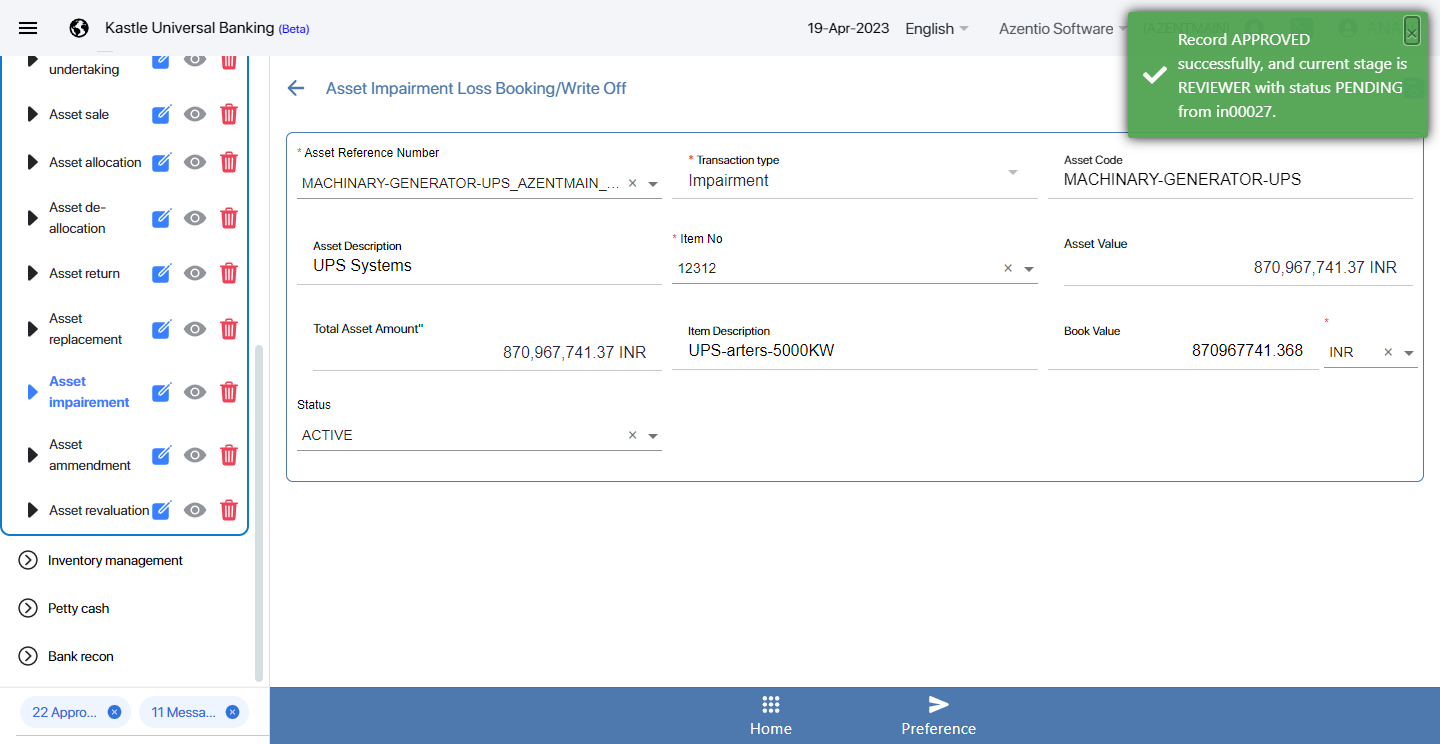 Kastle Universal Banking (Beta)
19-Apr-2023
English
Azentio Software
Record APPROVED
successfully, and current stage is
REVIEWER with status PENDING
from in00027.
×
undertaking
Asset sale
Asset allocation
Asset de-
allocation
Asset return
Asset
replacement
Asset
impairement
Asset
ammendment
Asset revaluation
Inventory management
Petty cash
Bank recon
22 Appro...
11 Messa...
Asset Impairment Loss Booking/Write Off
* Asset Reference Number
MACHINARY-GENERATOR-UPS_AZENTMAIN_... ×
* Transaction type
Impairment
Asset Code
MACHINARY-GENERATOR-UPS
Asset Description
UPS Systems
* Item No
12312 ×
Asset Value
870,967,741.37 INR
Total Asset Amount"
870,967,741.37 INR
Item Description
UPS-arters-5000KW
Book Value
870967741.368
*
INR ×
Status
ACTIVE ×
Home
Preference